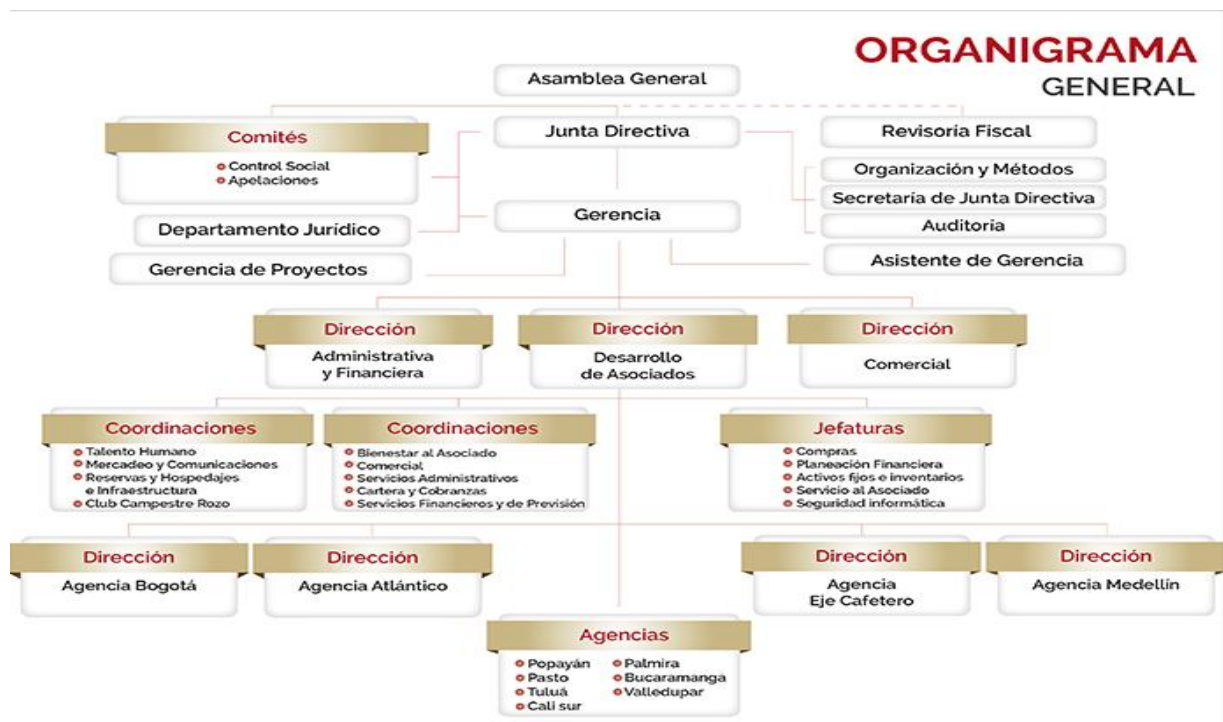 ORGANIGRAMA
GENERAL
Asamblea General
Comités
Control Social
Apelaciones
Junta Directiva
Revisoría Fiscal
Organización y Métodos
Secretaría de Junta Directiva
Auditoría
Departamento Jurídico
Gerencia
Gerencia de Proyectos
Asistente de Gerencia
Dirección
Administrativa
y Financiera
Dirección
Desarrollo
de Asociados
Dirección
Comercial
Coordinaciones
Talento Humano
Mercadeo y Comunicaciones
Reservas y Hospedajes
e Infraestructura
Club Campestre Rozo
Coordinaciones
Bienestar al Asociado
Comercial
Servicios Administrativos
Cartera y Cobranzas
Servicios Financieros y de Previsión
Jefaturas
Compras
Planeación Financiera
Activos fijos e inventarios
Servicio al Asociado
Seguridad informática
Dirección
Agencia Bogotá
Dirección
Agencia Atlántico
Dirección
Agencia
Eje Cafetero
Dirección
Agencia Medellín
Agencias
Popayán
Pasto
Tuluá
Cali sur
Palmira
Bucaramanga
Valledupar